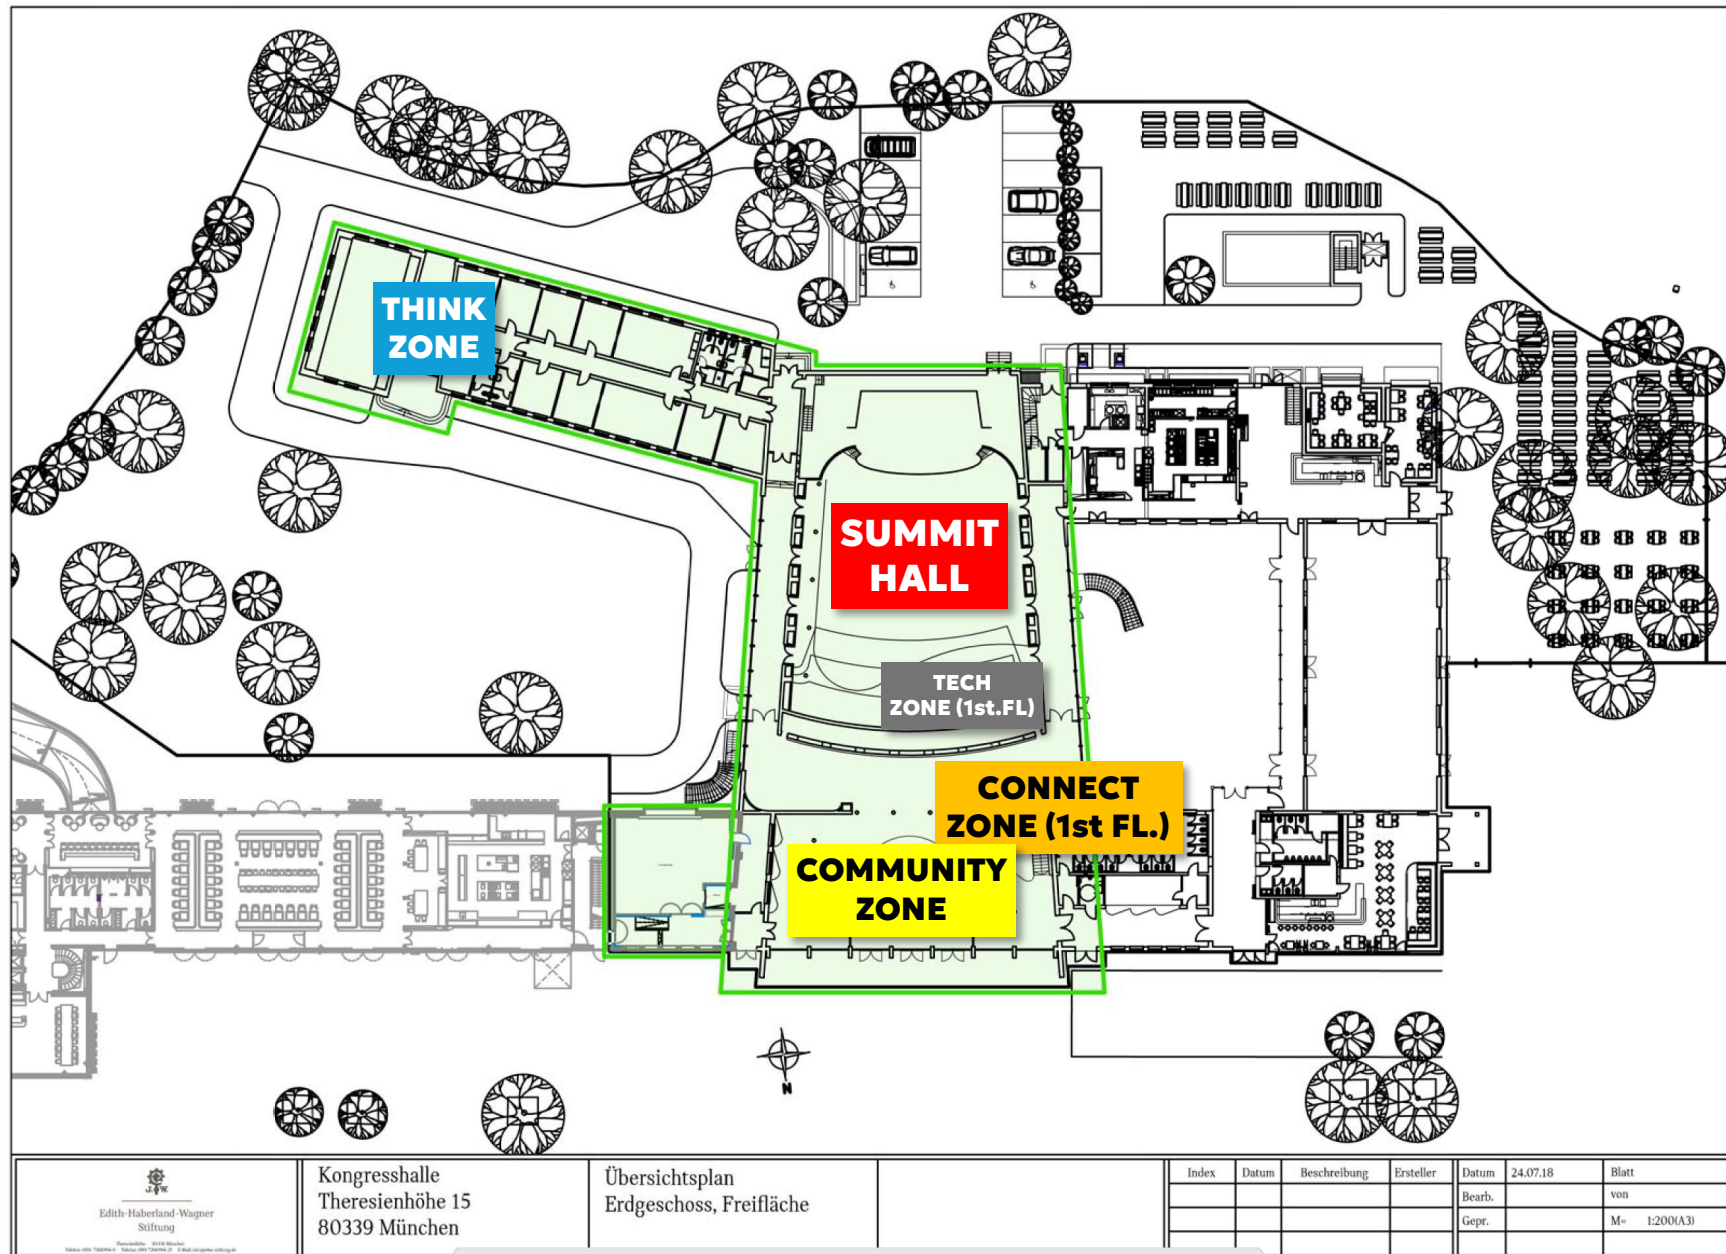 THINK
ZONE
SUMMIT
HALL
TECH
ZONE (1st.FL)
CONNECT
ZONE (1st FL.)
COMMUNITY
ZONE
N
J. W.
Edith-Haberland-Wagner
Stiftung
Kongresshalle
Theresienhöhe 15
80339 München
Übersichtsplan
Erdgeschoss, Freifläche
Index Datum Beschreibung Ersteller
Datum 24.07.18 Blatt
Bearb. von
Gepr. M= 1:200(A3)